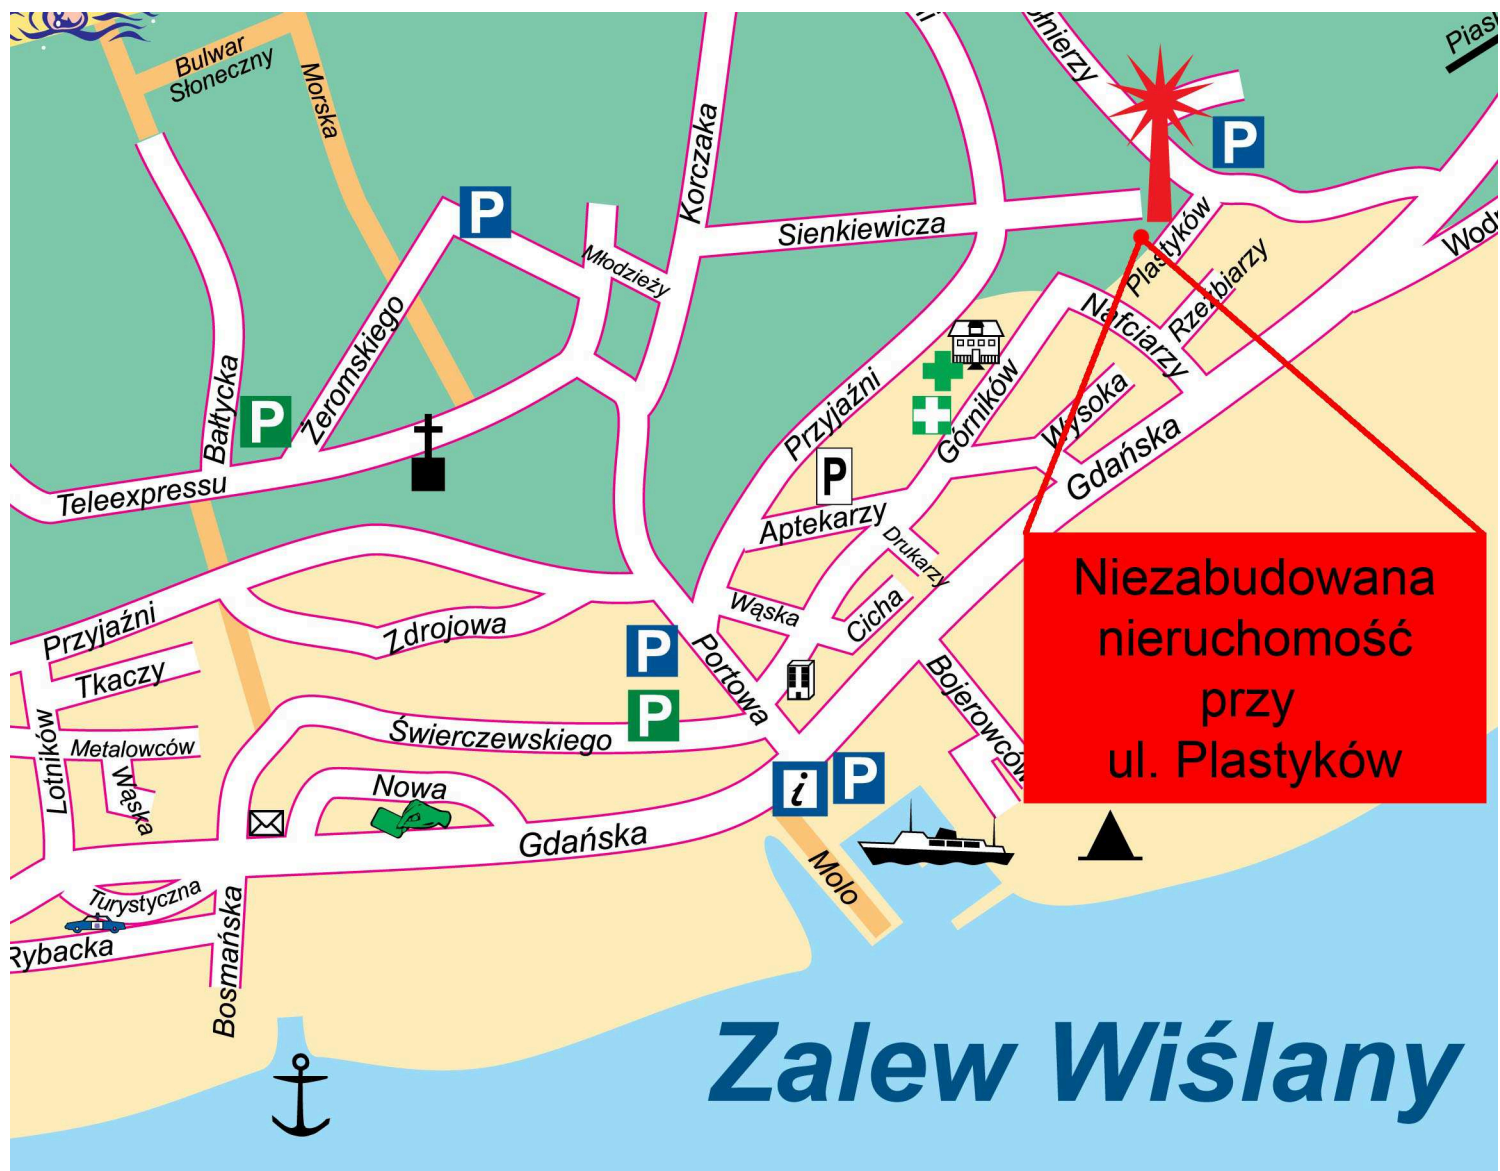 Bulwar
Słoneczny
Morska
Korczaka
Pias
P
P
Sienkiewicza
Plastyków
Młodzieży
Rzeźbiarzy
Nafciarzy
Żeromskiego
Bałtycka
P
Przyjaźni
Górników
Wysoka
Gdańska
P
Teleexpressu
Aptekarzy
Drukarzy
Niezabudowana
nieruchomość
przy
ul. Plastyków
Przyjaźni
Zdrojowa
Wąska
Cicha
P
Portowa
Bojerowców
Tkaczy
P
Świerczewskiego
Lotników
Metalowców
Wąska
Nowa
i
P
Gdańska
Molo
Turystyczna
Rybacka
Bosmańska
Zalew Wiślany